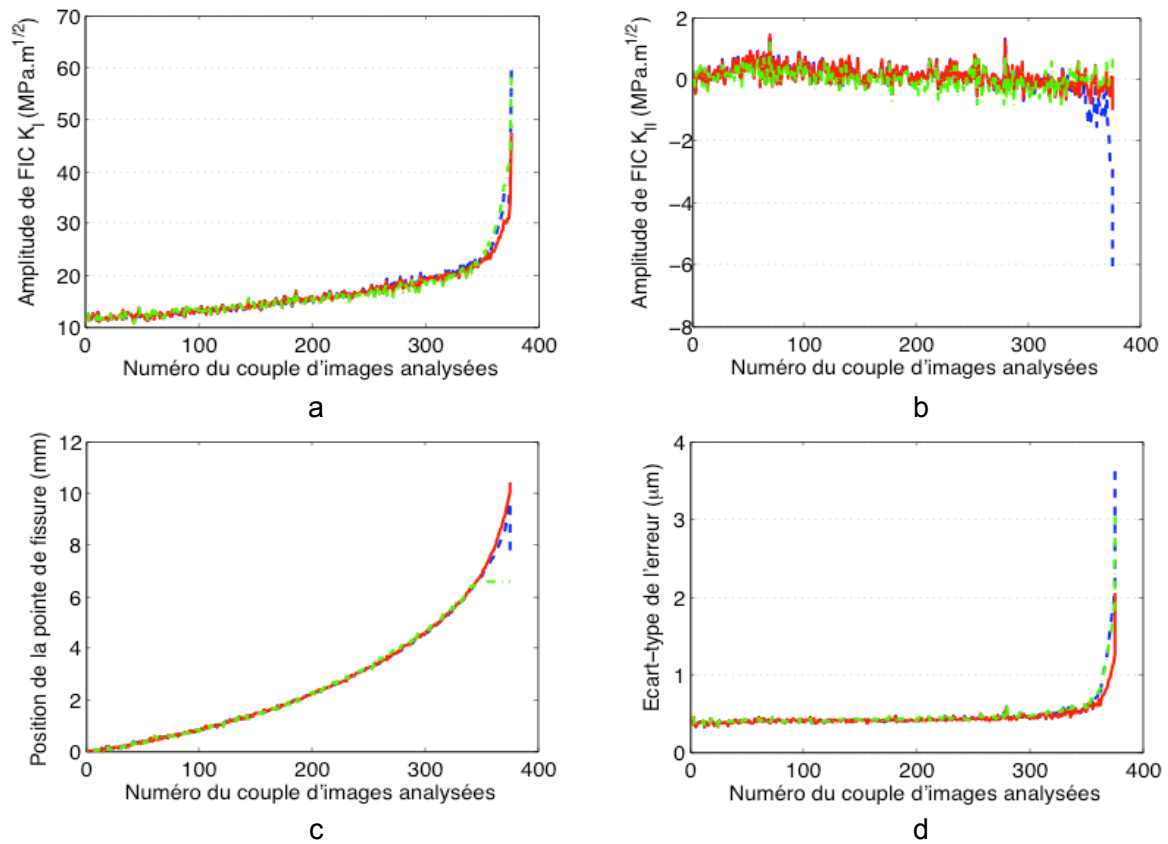 Amplitude de FIC K_I (MPa.m^1/2)
70
60
50
40
30
20
10
0 100 200 300 400
Numéro du couple d'images analysées
a
Amplitude de FIC K_II (MPa.m^1/2)
2
0
−2
−4
−6
−8
0 100 200 300 400
Numéro du couple d'images analysées
b
Position de la pointe de fissure (mm)
12
10
8
6
4
2
0
0 100 200 300 400
Numéro du couple d'images analysées
c
Ecart−type de l'erreur (μm)
4
3
2
1
0
0 100 200 300 400
Numéro du couple d'images analysées
d